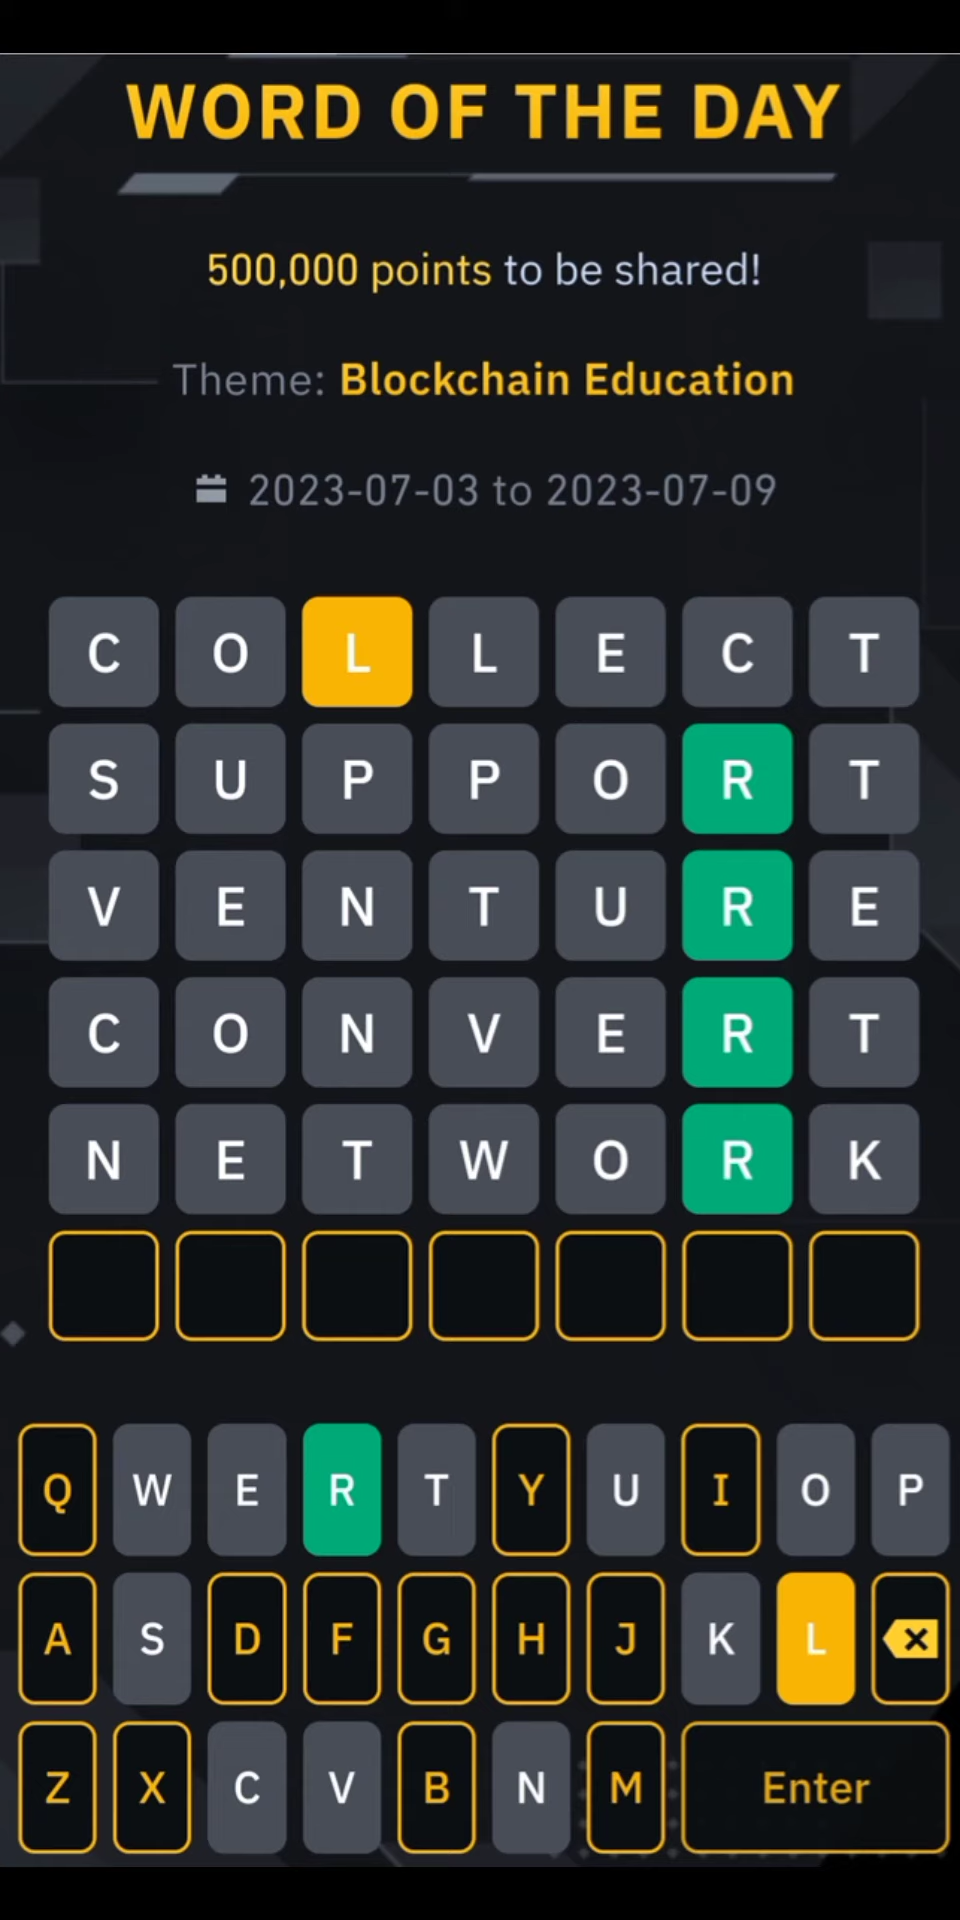 WORD OF THE DAY
500,000 points to be shared!
Theme: Blockchain Education
2023-07-03 to 2023-07-09
C O L L E C T
S U P P O R T
V E N T U R E
C O N V E R T
N E T W O R K
Q W E R T Y U I O P
A S D F G H J K L
Z X C V B N M Enter